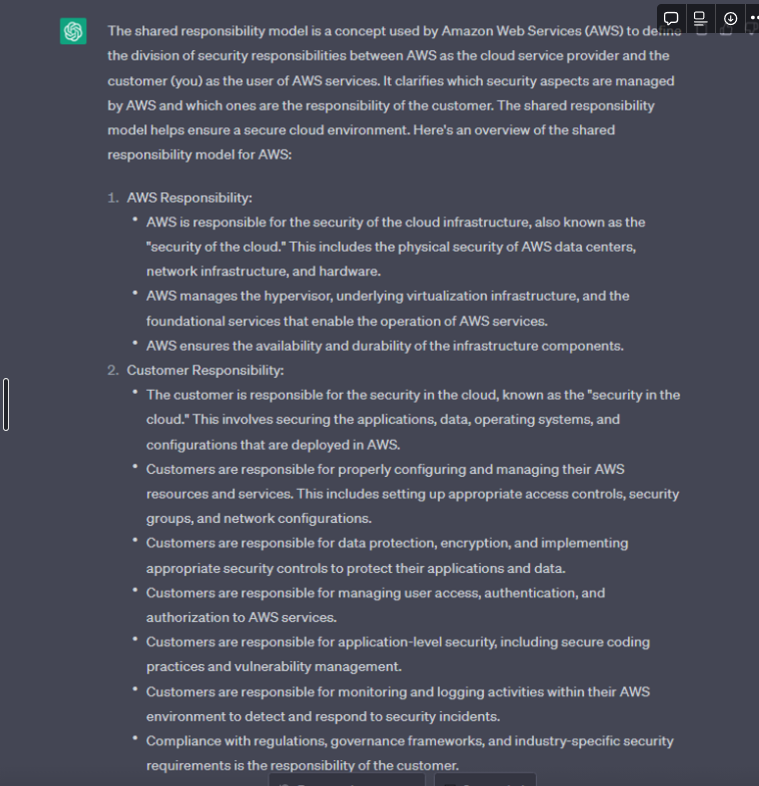 The shared responsibility model is a concept used by Amazon Web Services (AWS) to define
the division of security responsibilities between AWS as the cloud service provider and the
customer (you) as the user of AWS services. It clarifies which security aspects are managed
by AWS and which ones are the responsibility of the customer. The shared responsibility
model helps ensure a secure cloud environment. Here's an overview of the shared
responsibility model for AWS:
1. AWS Responsibility:
• AWS is responsible for the security of the cloud infrastructure, also known as the
"security of the cloud." This includes the physical security of AWS data centers,
network infrastructure, and hardware.
• AWS manages the hypervisor, underlying virtualization infrastructure, and the
foundational services that enable the operation of AWS services.
• AWS ensures the availability and durability of the infrastructure components.
2. Customer Responsibility:
• The customer is responsible for the security in the cloud, known as the "security in the
cloud." This involves securing the applications, data, operating systems, and
configurations that are deployed in AWS.
• Customers are responsible for properly configuring and managing their AWS
resources and services. This includes setting up appropriate access controls, security
groups, and network configurations.
• Customers are responsible for data protection, encryption, and implementing
appropriate security controls to protect their applications and data.
• Customers are responsible for managing user access, authentication, and
authorization to AWS services.
• Customers are responsible for application-level security, including secure coding
practices and vulnerability management.
• Customers are responsible for monitoring and logging activities within their AWS
environment to detect and respond to security incidents.
• Compliance with regulations, governance frameworks, and industry-specific security
requirements is the responsibility of the customer.